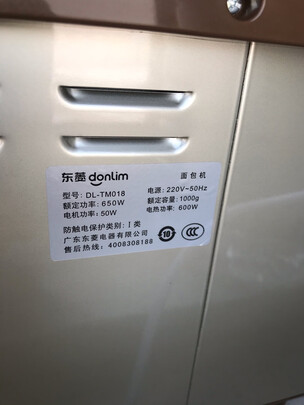 东菱 donlim 面包机
型号: DL-TM018 电源: 220V~50Hz
额定功率: 650W 额定容量: 1000g
电机功率: 50W 电热功率: 600W
防触电保护类别: I类
广东东菱电器有限公司
售后热线: 4008308188
10
CCC